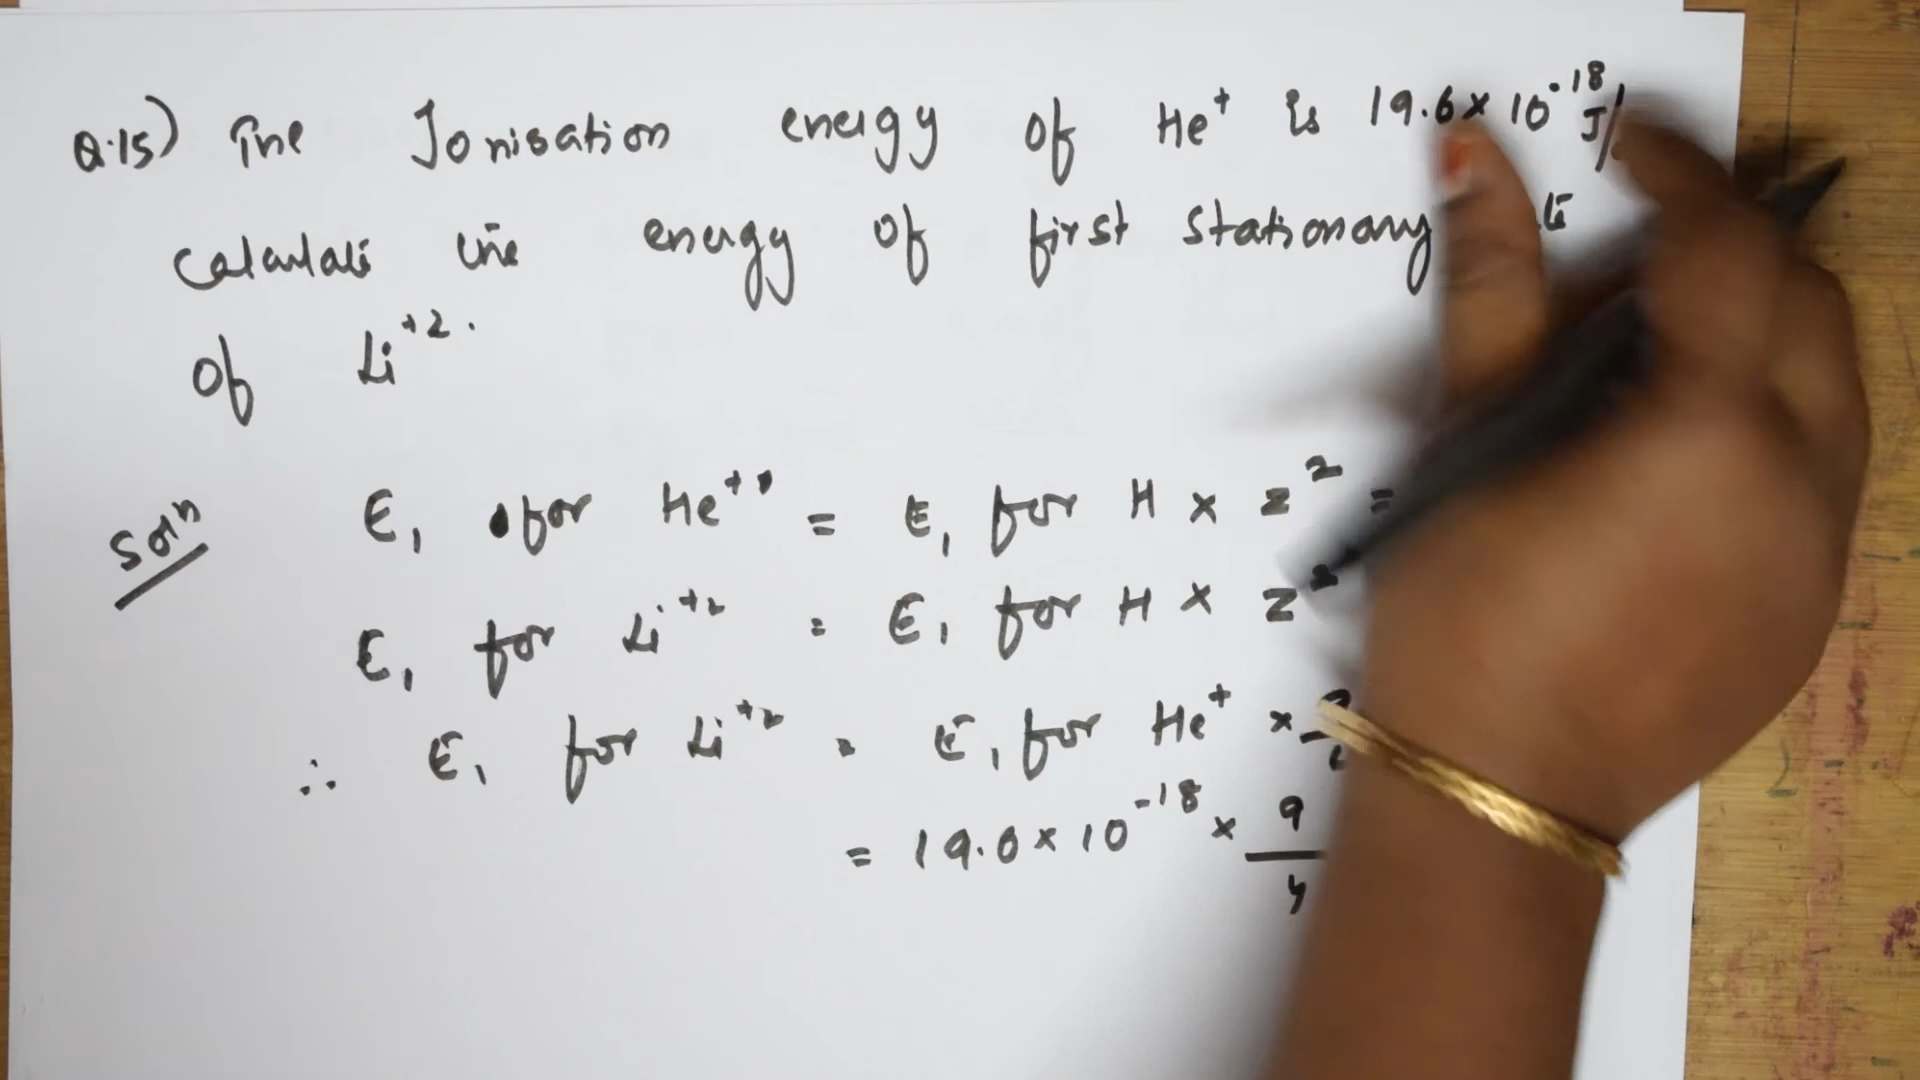 Q.15) The Ionisation energy of He⁺ is 19.6 × 10⁻¹⁸ J/
Calculate the energy of first stationary
of Li⁺².
Solⁿ E₁ for He⁺ = E₁ for H × z² =
E₁ for Li⁺² = E₁ for H × z²
∴ E₁ for Li⁺² = E₁ for He⁺ ×
= 19.6 × 10⁻¹⁸ × 9/4